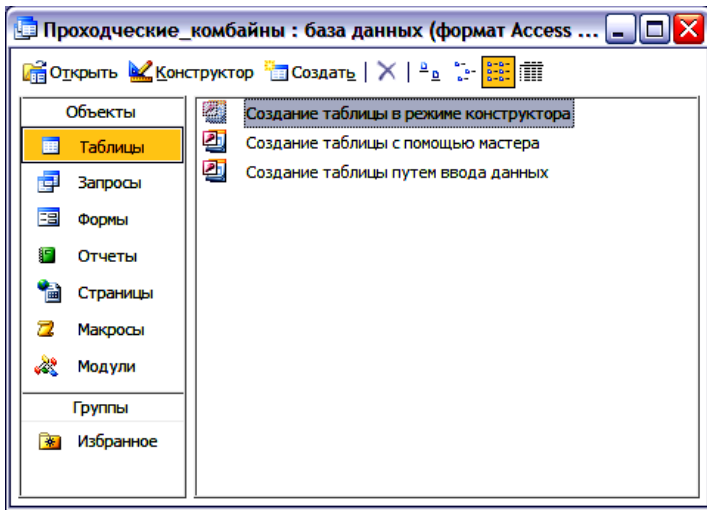 Проходческие_комбайны : база данных (формат Access ...
Открыть Конструктор Создать
Объекты
Таблицы
Запросы
Формы
Отчеты
Страницы
Макросы
Модули
Группы
Избранное
Создание таблицы в режиме конструктора
Создание таблицы с помощью мастера
Создание таблицы путем ввода данных